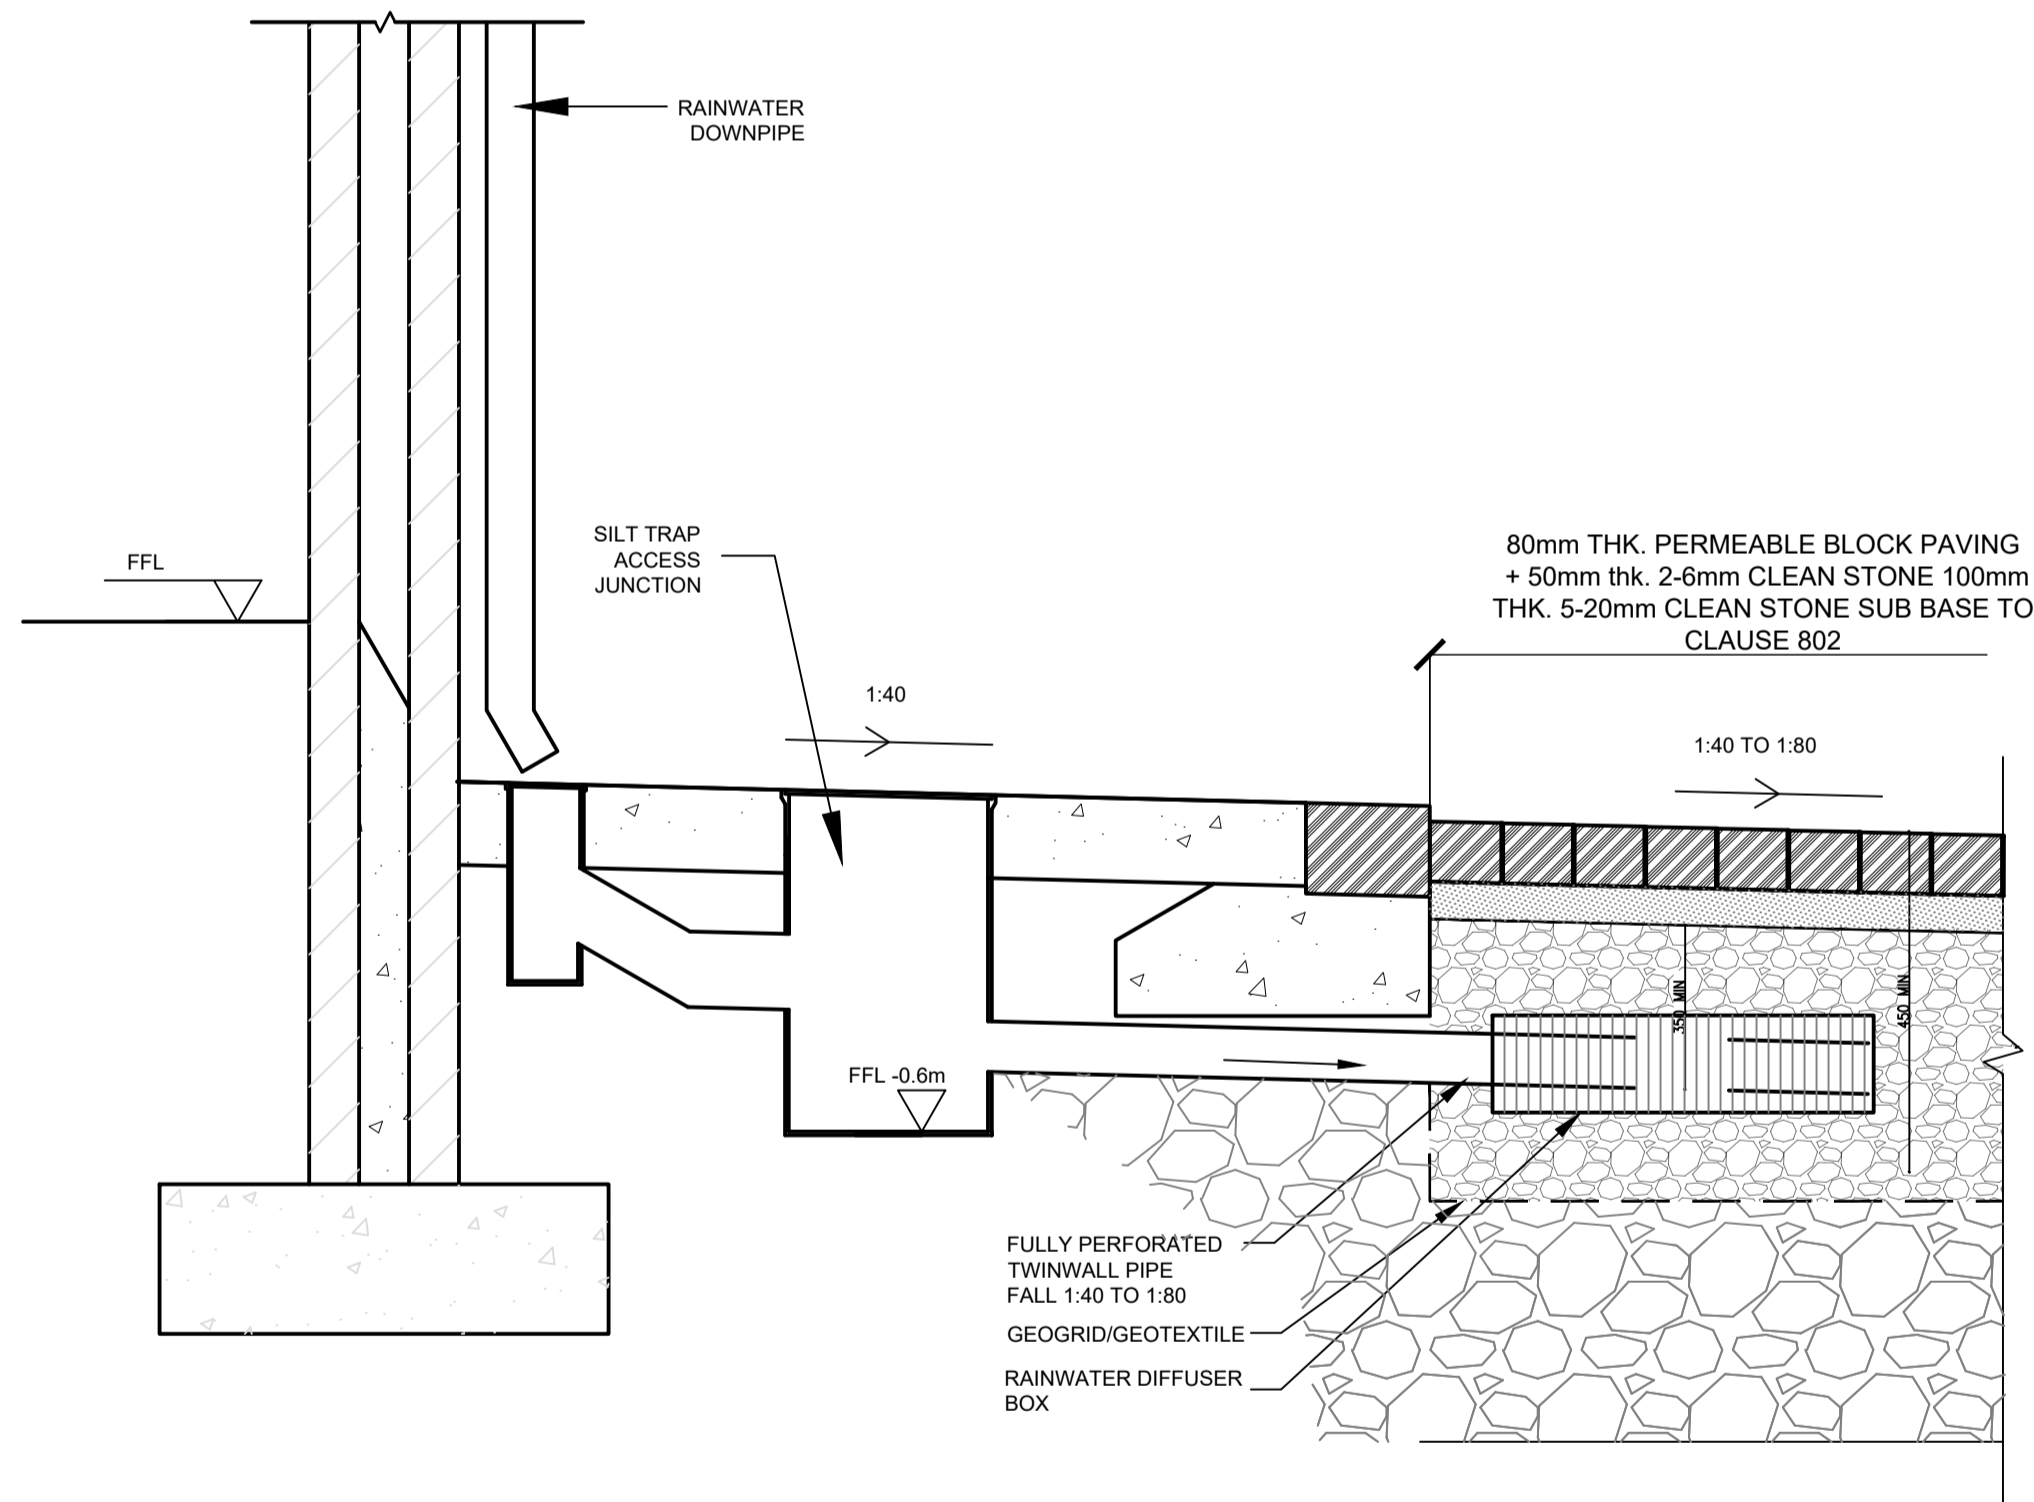 RAINWATER
DOWNPIPE
SILT TRAP
ACCESS
JUNCTION
FFL
80mm THK. PERMEABLE BLOCK PAVING
+ 50mm thk. 2-6mm CLEAN STONE 100mm
THK. 5-20mm CLEAN STONE SUB BASE TO
CLAUSE 802
1:40
1:40 TO 1:80
350 MIN
450 MIN
FFL -0.6m
FULLY PERFORATED
TWINWALL PIPE
FALL 1:40 TO 1:80
GEOGRID/GEOTEXTILE
RAINWATER DIFFUSER
BOX